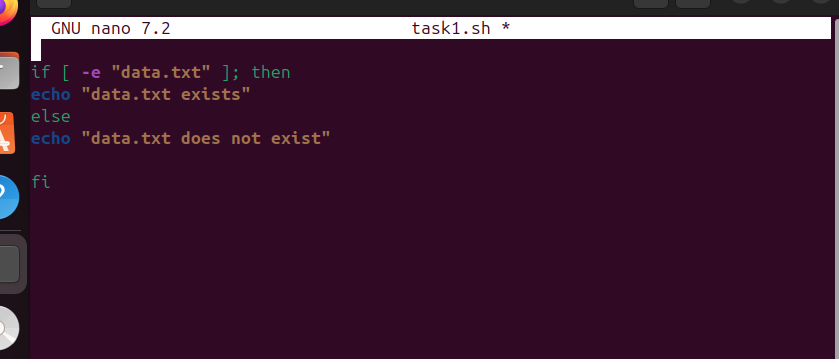 GNU nano 7.2 task1.sh *
if [ -e "data.txt" ]; then
echo "data.txt exists"
else
echo "data.txt does not exist"
fi